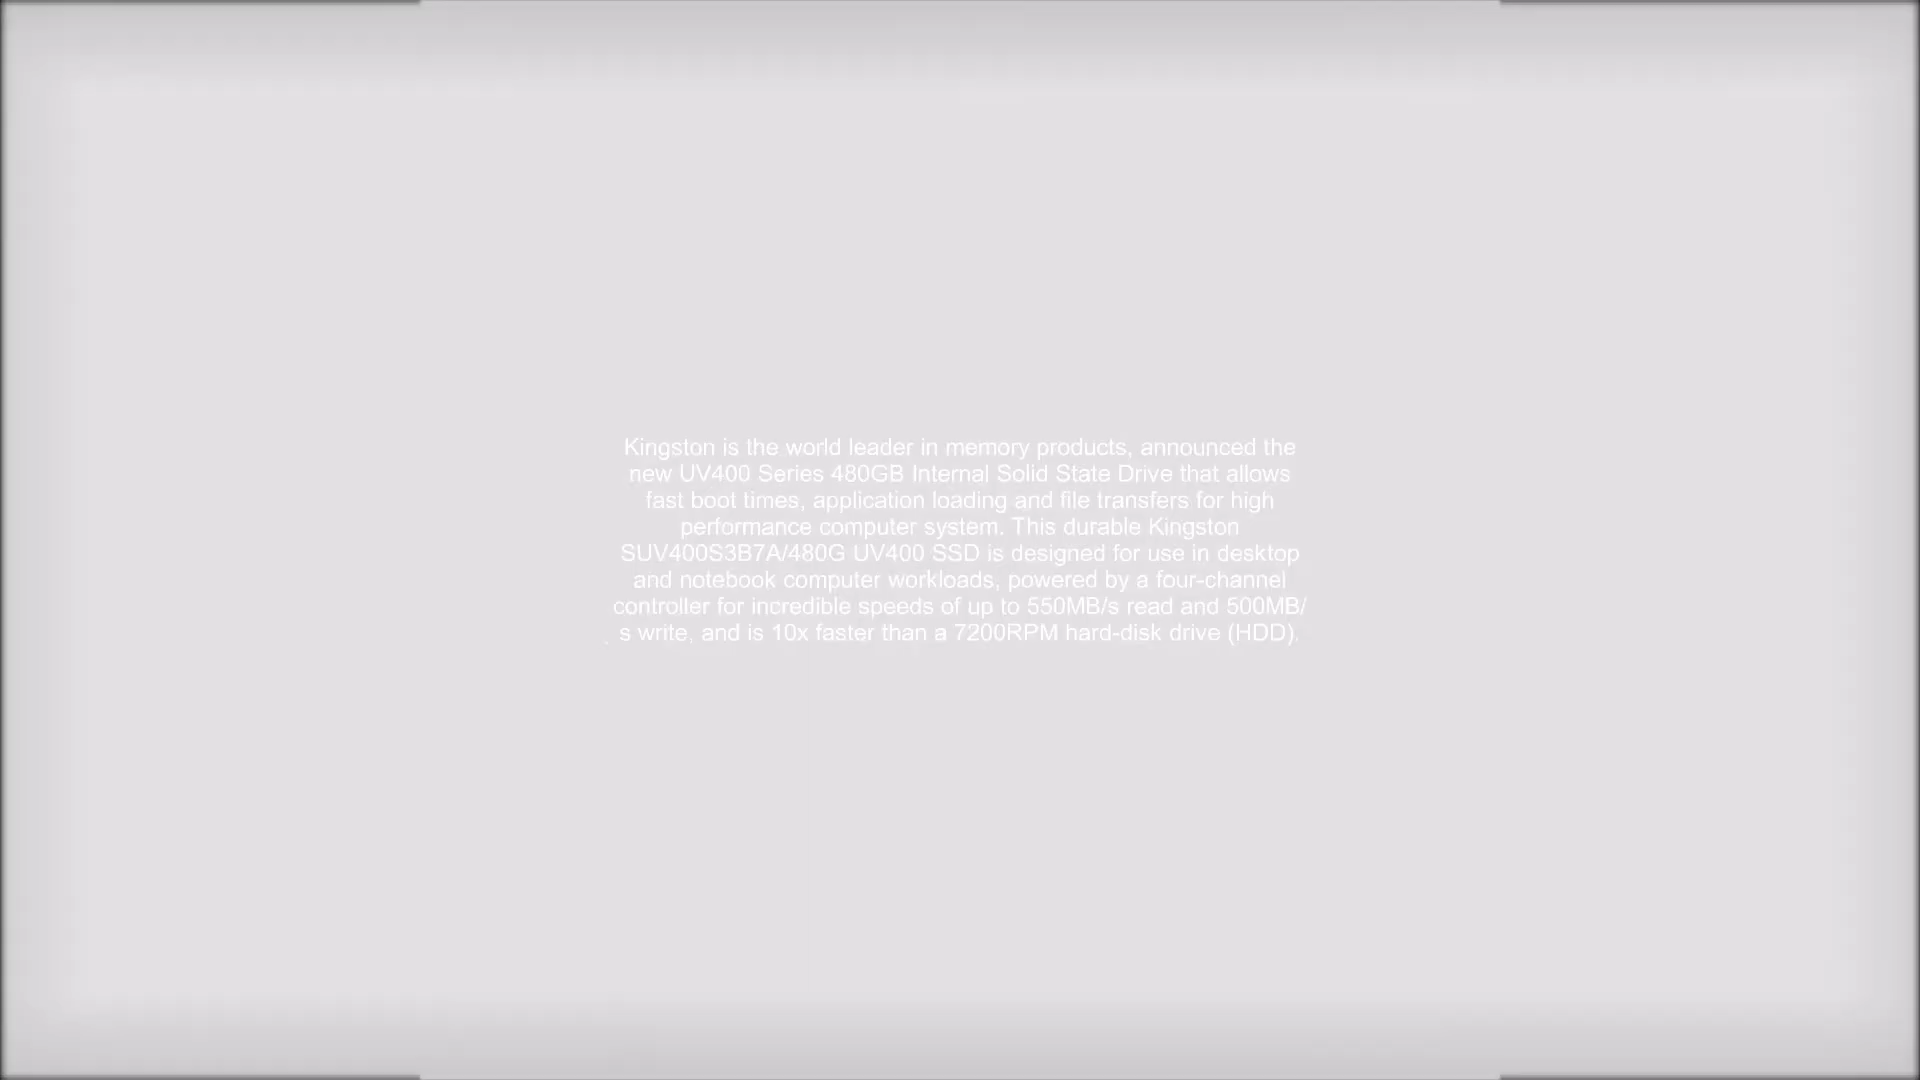 Kingston is the world leader in memory products, announced the
new UV400 Series 480GB Internal Solid State Drive that allows
fast boot times, application loading and file transfers for high
performance computer system. This durable Kingston
SUV400S3B7A/480G UV400 SSD is designed for use in desktop
and notebook computer workloads, powered by a four-channel
controller for incredible speeds of up to 550MB/s read and 500MB/
s write, and is 10x faster than a 7200RPM hard-disk drive (HDD).